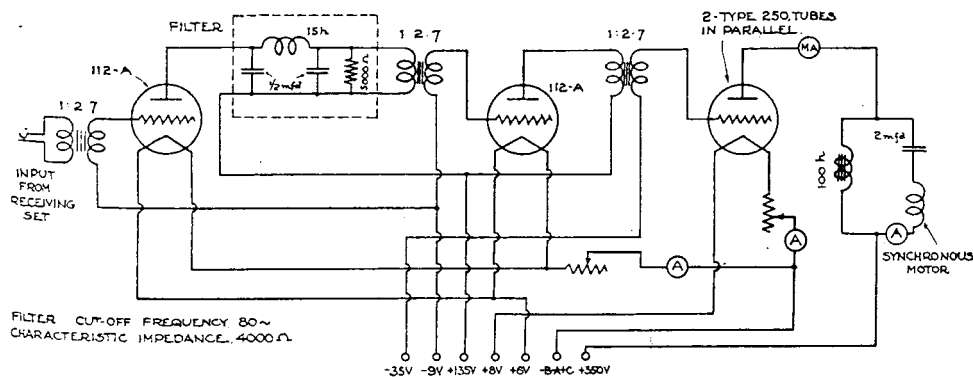 FILTER
15h
1:2.7
1:2.7
2-TYPE 250, TUBES
IN PARALLEL
MA
112-A
1/2 mfd
5000Ω
112-A
1:2.7
2 mfd
100 h
INPUT
FROM
RECEIVING
SET
A
A
A
SYNCHRONOUS
MOTOR
FILTER CUT-OFF FREQUENCY 80~
CHARACTERISTIC IMPEDANCE, 4000Ω
-35V -9V +135V +8V +6V -BA+C +350V